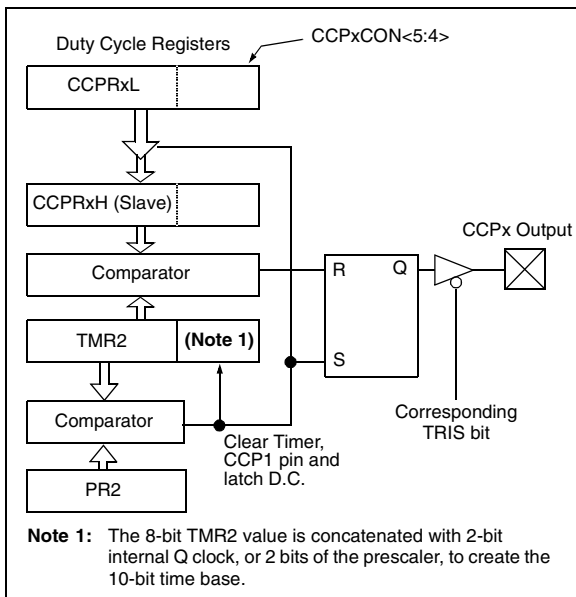 Duty Cycle Registers
CCPxCON<5:4>
CCPRxL
CCPRxH (Slave)
CCPx Output
Comparator
R
Q
TMR2
(Note 1)
S
Comparator
Corresponding
TRIS bit
Clear Timer,
CCP1 pin and
latch D.C.
PR2
Note 1: The 8-bit TMR2 value is concatenated with 2-bit
internal Q clock, or 2 bits of the prescaler, to create the
10-bit time base.